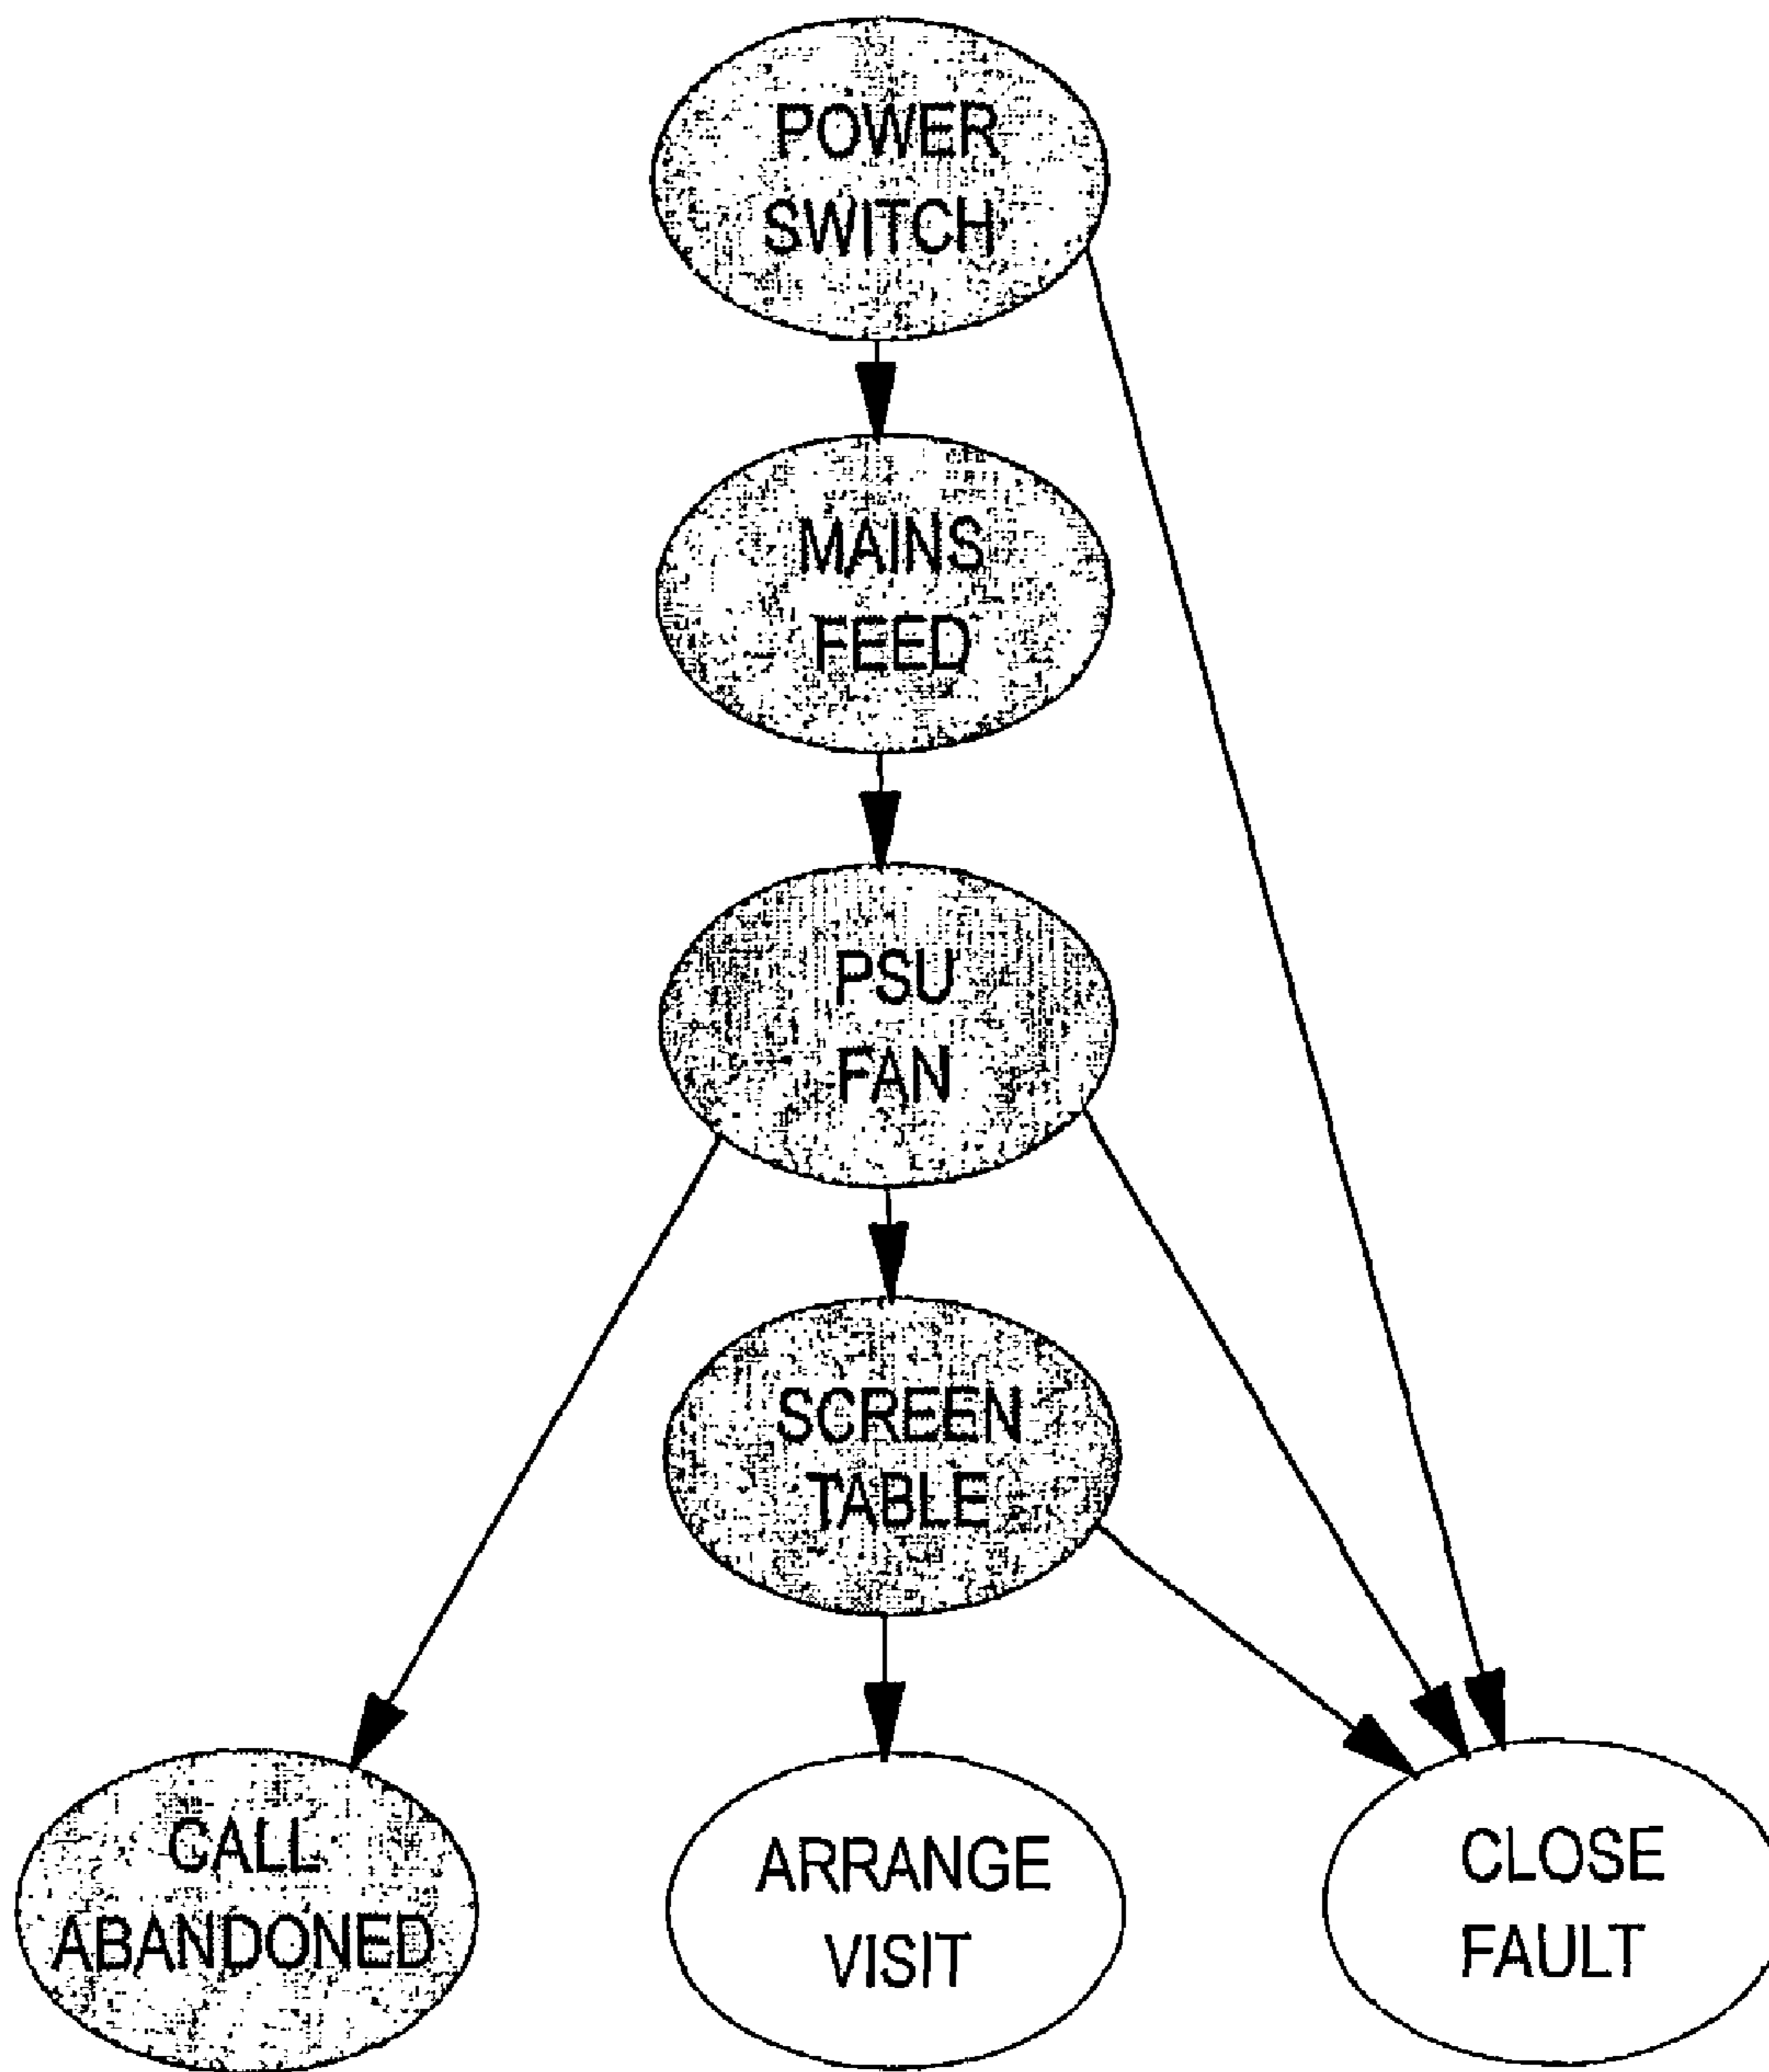 POWER
SWITCH
MAINS
FEED
PSU
FAN
SCREEN
TABLE
CALL
ABANDONED
ARRANGE
VISIT
CLOSE
FAULT